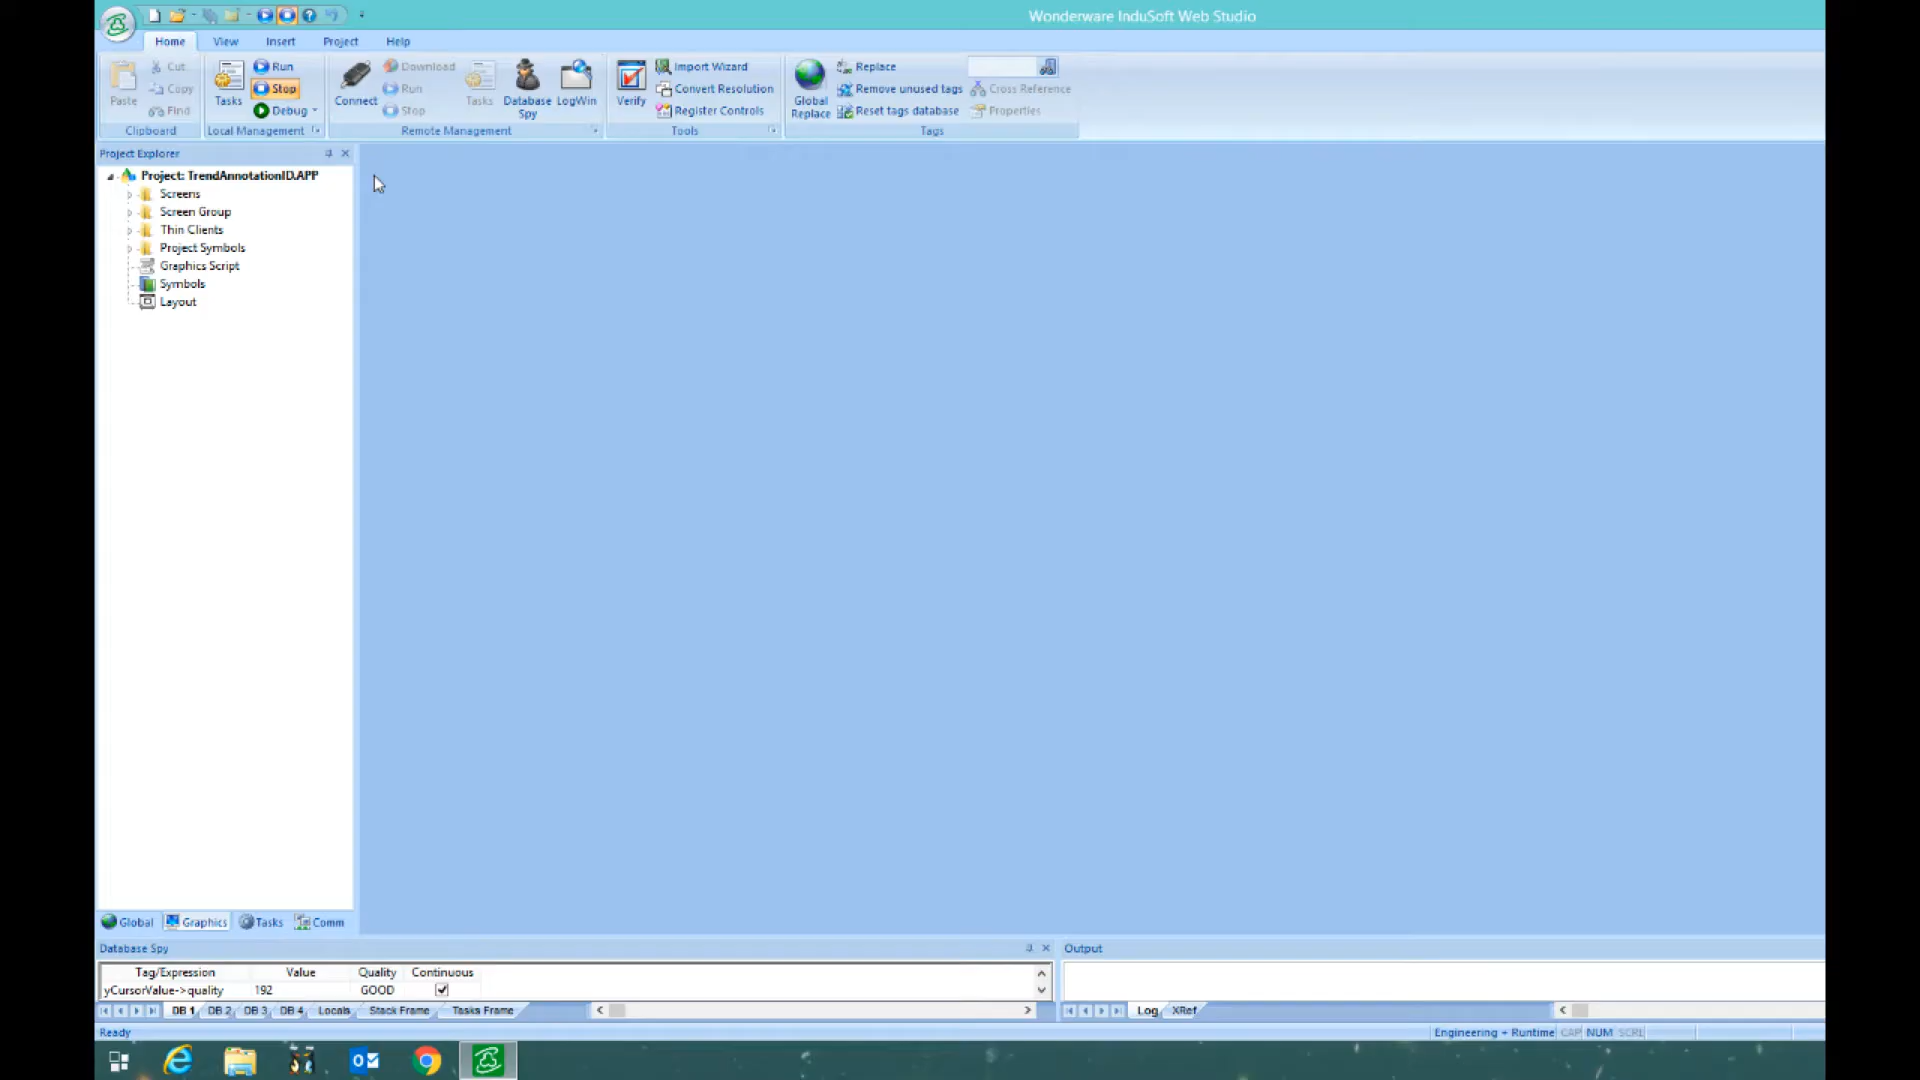 Wonderware InduSoft Web Studio
Home View Insert Project Help
Paste
Cut
Copy
Find
Clipboard
Tasks
Run
Stop
Debug
Local Management
Connect
Download
Run
Stop
Tasks
Database Spy
LogWin
Remote Management
Verify
Import Wizard
Convert Resolution
Register Controls
Tools
Global Replace
Replace
Remove unused tags
Reset tags database
Cross Reference
Properties
Tags
Project Explorer
Project: TrendAnnotationID.APP
Screens
Screen Group
Thin Clients
Project Symbols
Graphics Script
Symbols
Layout
Global Graphics Tasks Comm
Database Spy
Tag/Expression Value Quality Continuous
yCursorValue->quality 192 GOOD
DB 1 DB 2 DB 3 DB 4 Locals Stack Frame Tasks Frame
Output
Log XRef
Ready
Engineering + Runtime CAP NUM SCRL